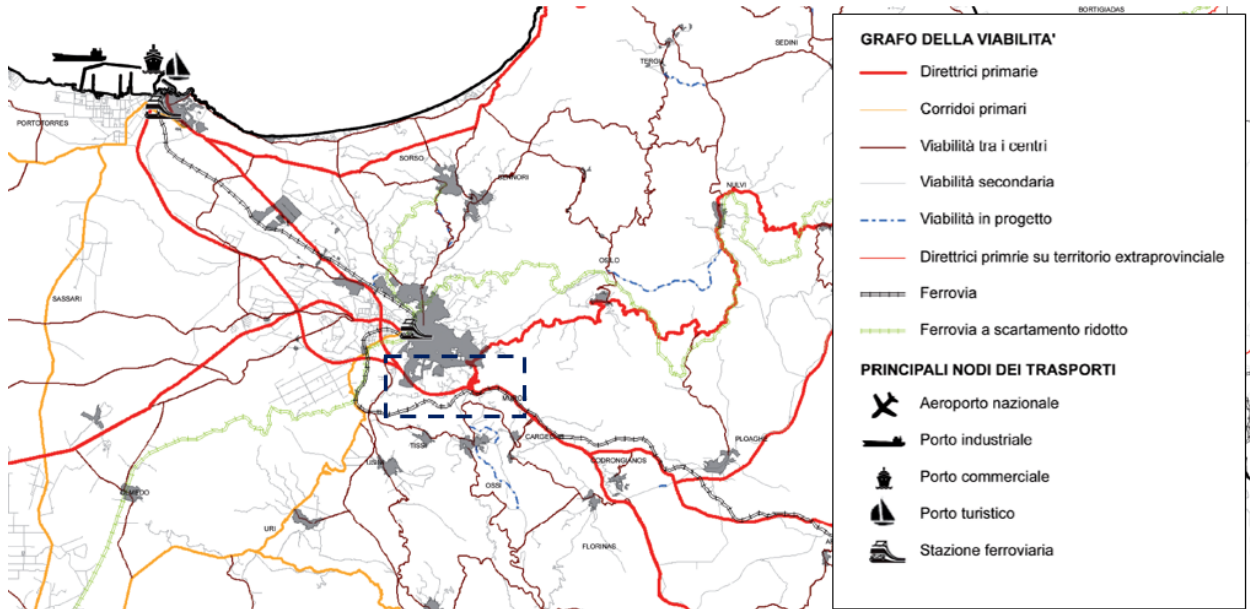 BORTIGIADAS
SEDINI
TERGU
PORTOTORRES
SORSO
SENNORI
NULVI
OSILO
SASSARI
MUROS
CARGEGHE
PLOAGHE
TISSI
CODRONGIANOS
USINI
OSSI
OLMEDO
URI
FLORINAS
GRAFO DELLA VIABILITA'
Direttrici primarie
Corridoi primari
Viabilità tra i centri
Viabilità secondaria
Viabilità in progetto
Direttrici primrie su territorio extraprovinciale
Ferrovia
Ferrovia a scartamento ridotto
PRINCIPALI NODI DEI TRASPORTI
Aeroporto nazionale
Porto industriale
Porto commerciale
Porto turistico
Stazione ferroviaria